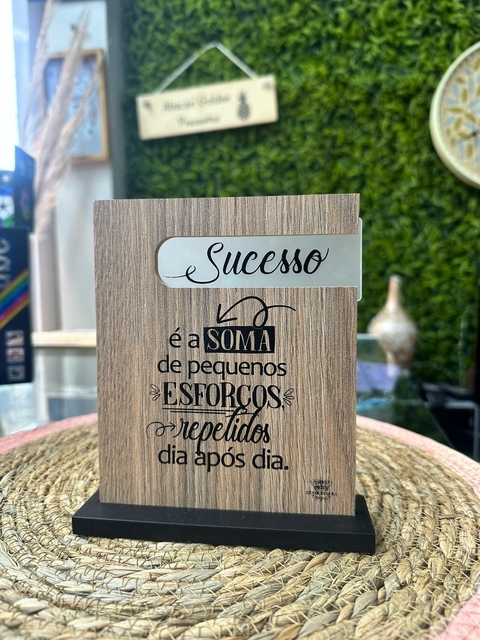 Sucesso
é a SOMA
de pequenos
ESFORÇOS,
repetidos
dia após dia.